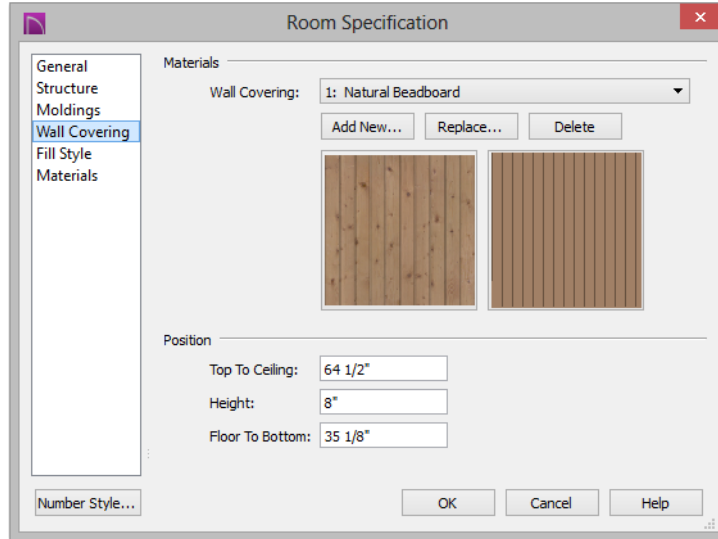 Room Specification
General
Structure
Moldings
Wall Covering
Fill Style
Materials
Materials
Wall Covering: 1: Natural Beadboard
Add New... Replace... Delete
Position
Top To Ceiling: 64 1/2"
Height: 8"
Floor To Bottom: 35 1/8"
Number Style... OK Cancel Help